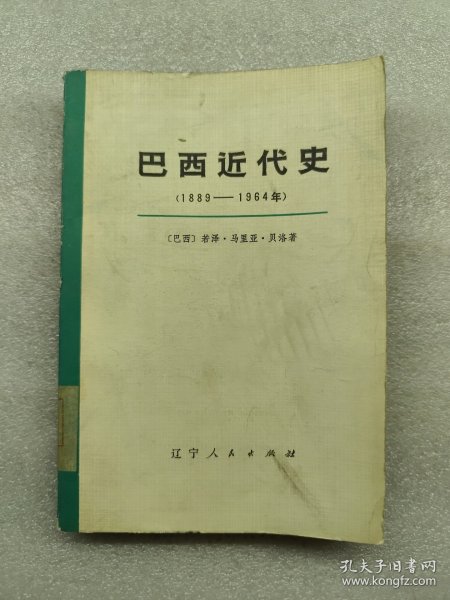 巴西近代史
(1889——1964年)
〔巴西〕若泽·马里亚·贝洛著
辽宁人民出版社
孔夫子旧书网
www.kongfz.com